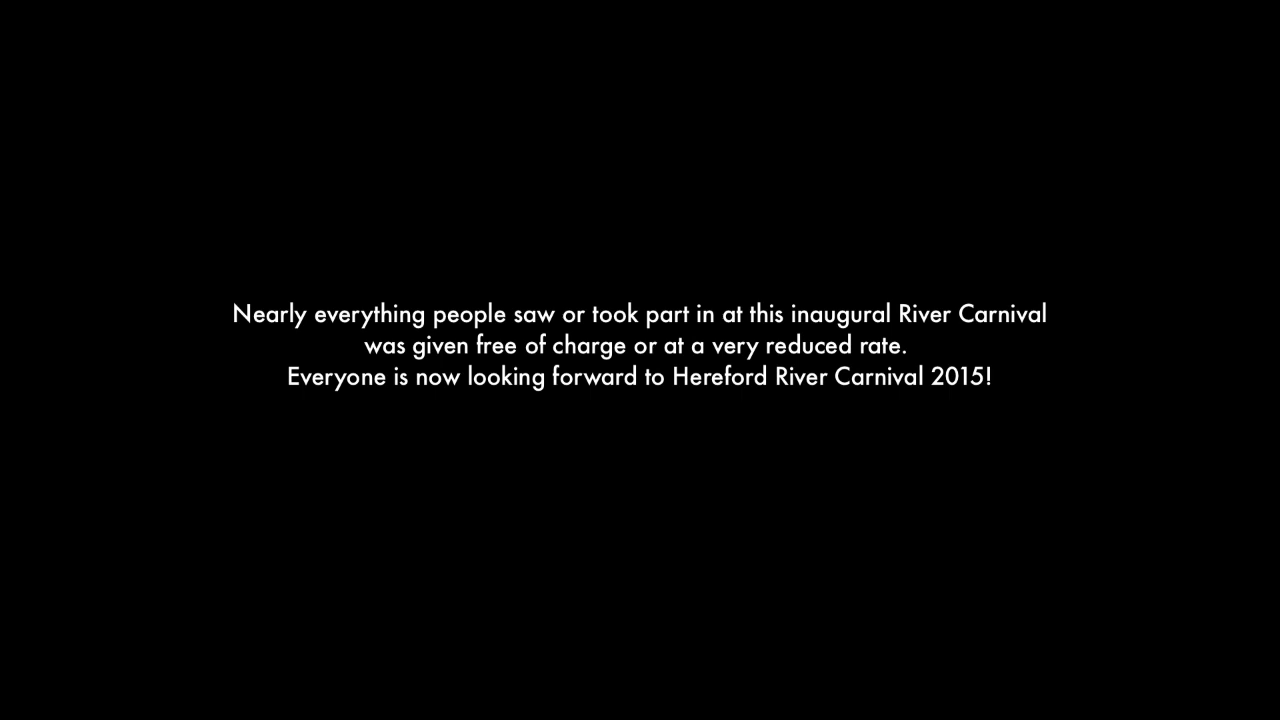 Nearly everything people saw or took part in at this inaugural River Carnival
was given free of charge or at a very reduced rate.
Everyone is now looking forward to Hereford River Carnival 2015!